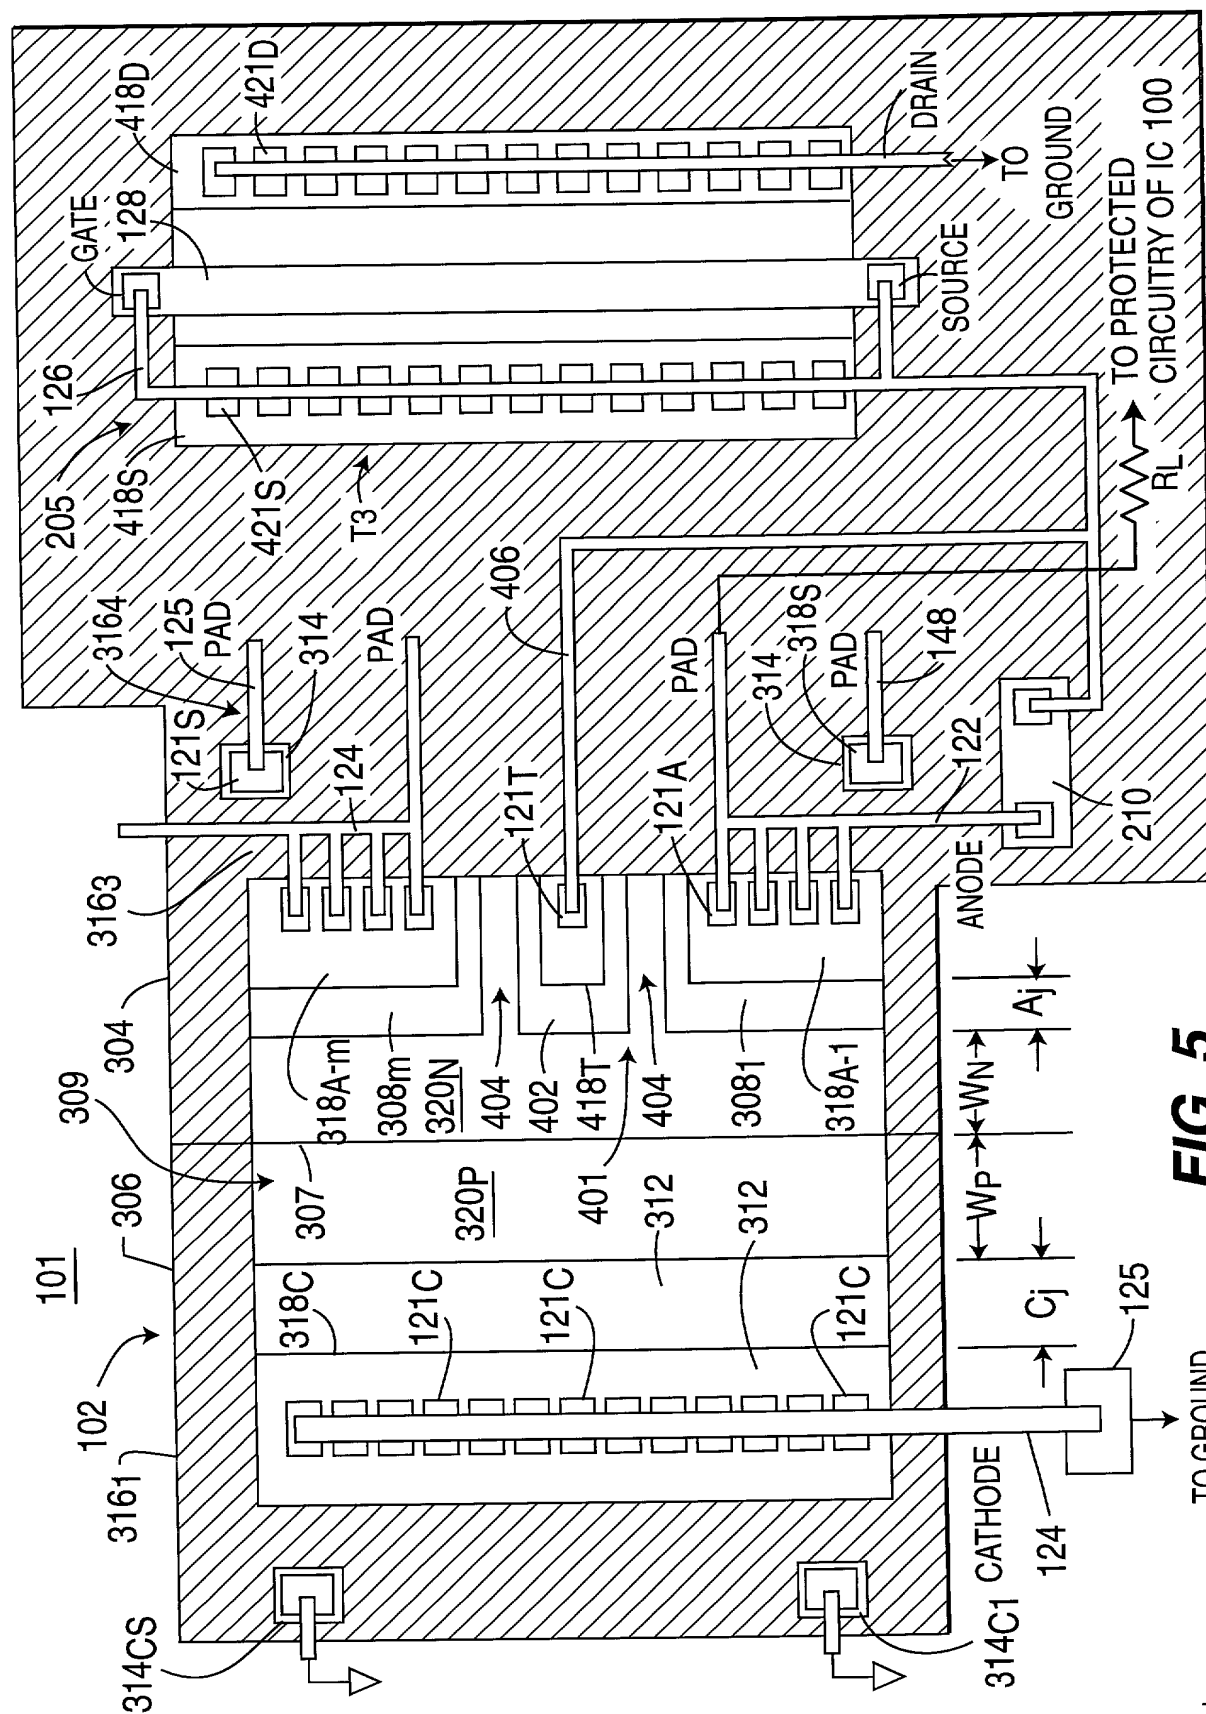 101
102
3161
306
309
304
3163
121S
3164
125
PAD
205
126
GATE
128
418D
421D
418S
421S
T3
314
124
PAD
406
318C
307
318A-m
308m
320N
404
402
418T
404
401
3081
318A-1
320P
312
312
121C
121C
121C
121T
121A
PAD
314
318S
PAD
148
122
210
SOURCE
DRAIN
TO
GROUND
TO PROTECTED
CIRCUITRY OF IC 100
RL
314CS
314C1
CATHODE
124
125
TO GROUND
Cj
WP
WN
Aj
ANODE
FIG. 5